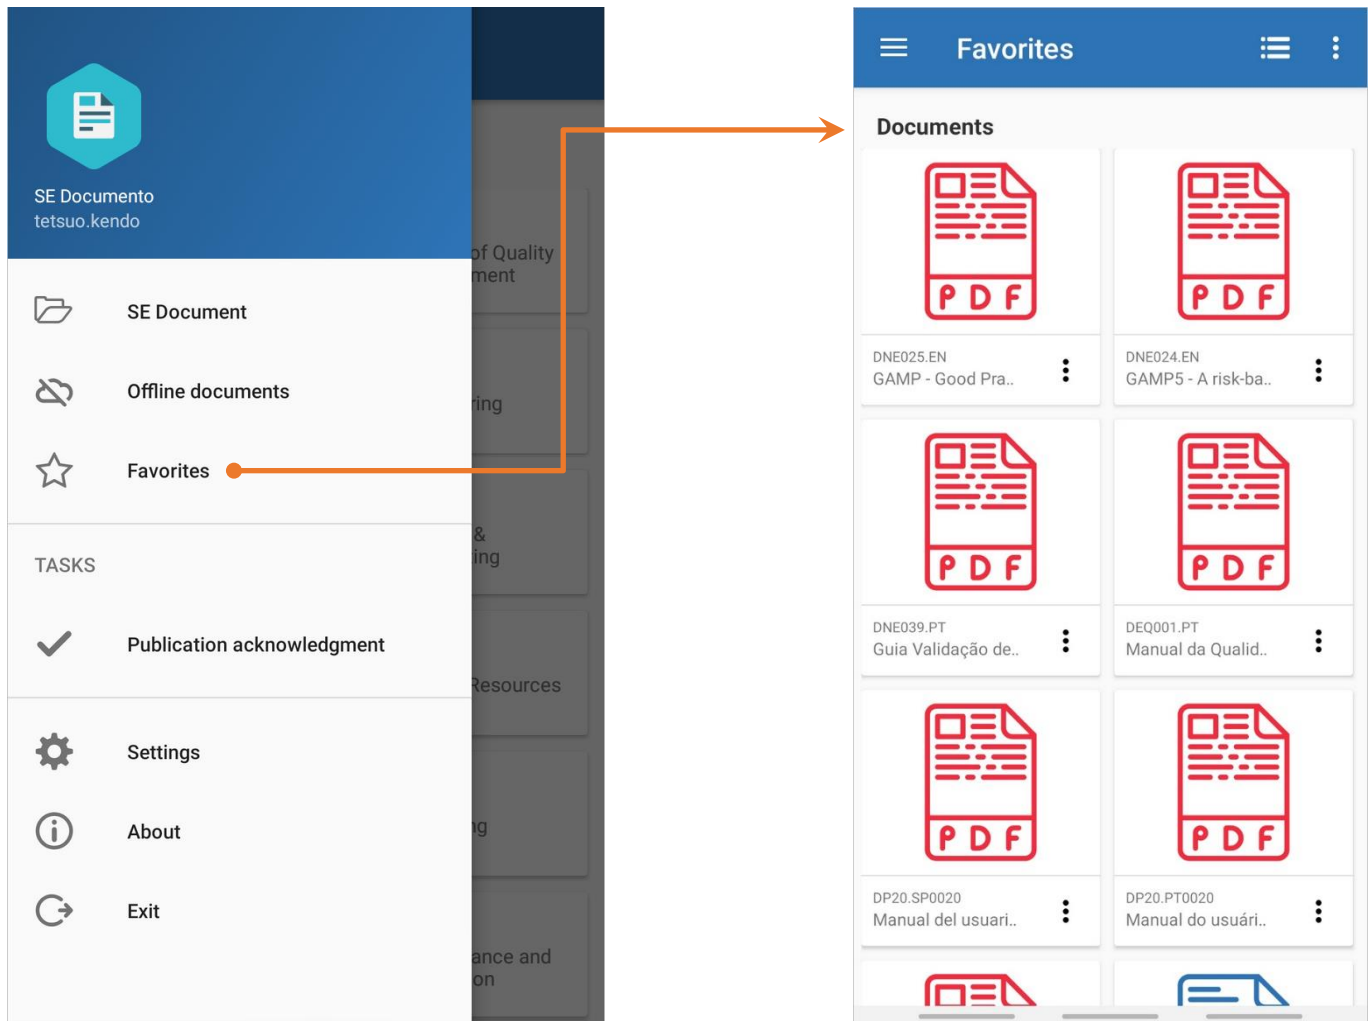 SE Documento
tetsuo.kendo
SE Document
Offline documents
Favorites
TASKS
Publication acknowledgment
Settings
About
Exit
of Quality
ment
ring
&
ing
Resources
ng
ance and
on
Favorites
Documents
PDF
PDF
DNE025.EN
GAMP - Good Pra..
DNE024.EN
GAMP5 - A risk-ba..
PDF
PDF
DNE039.PT
Guia Validação de..
DEQ001.PT
Manual da Qualid..
PDF
PDF
DP20.SP0020
Manual del usuari..
DP20.PT0020
Manual do usuári..